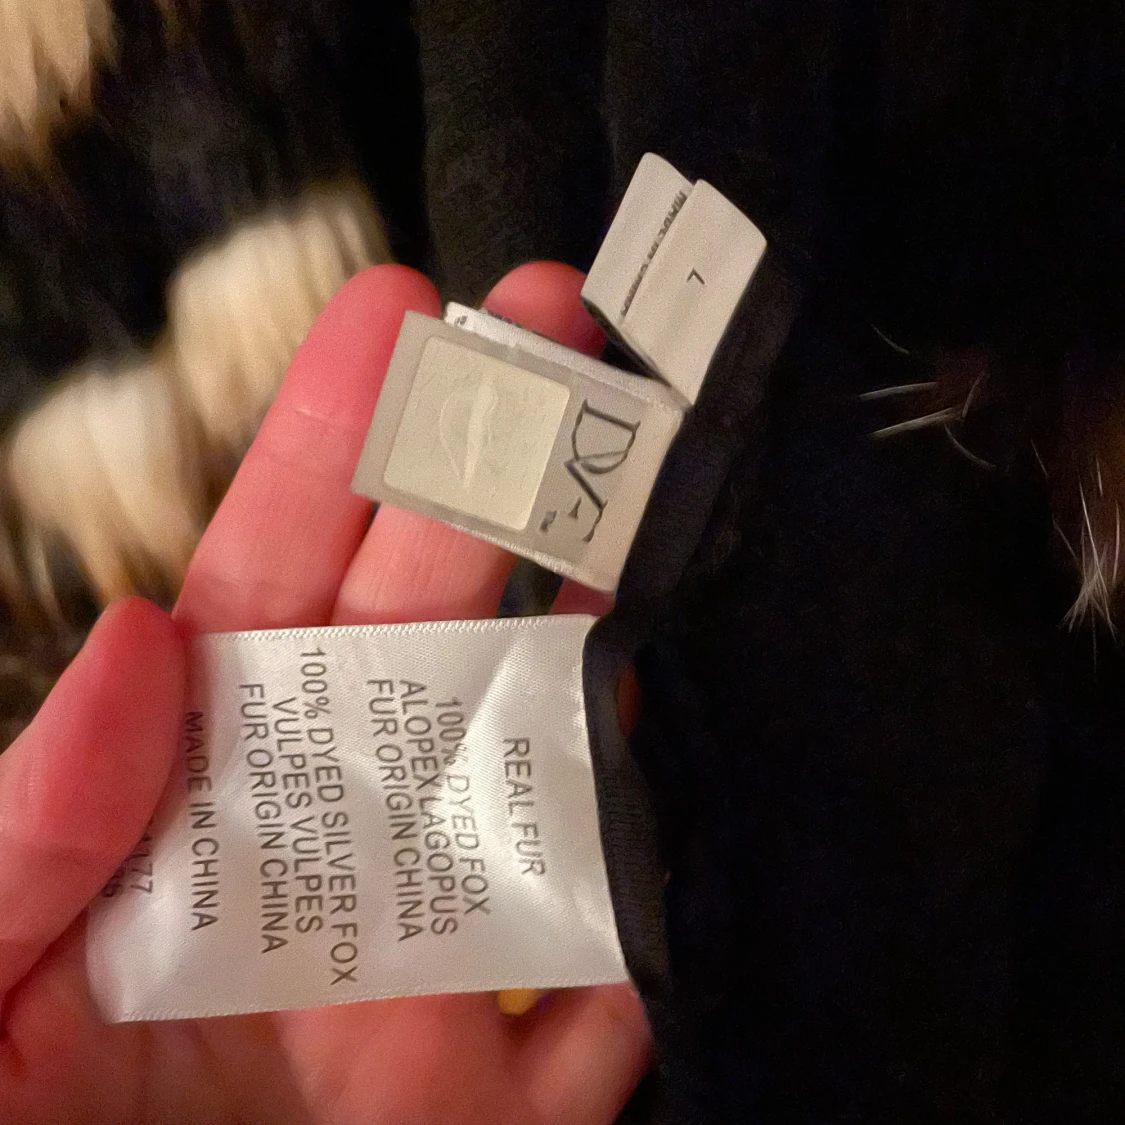 DVF
TM
REAL FUR
100% DYED FOX
ALOPEX LAGOPUS
FUR ORIGIN CHINA
100% DYED SILVER FOX
VULPES VULPES
FUR ORIGIN CHINA
MADE IN CHINA